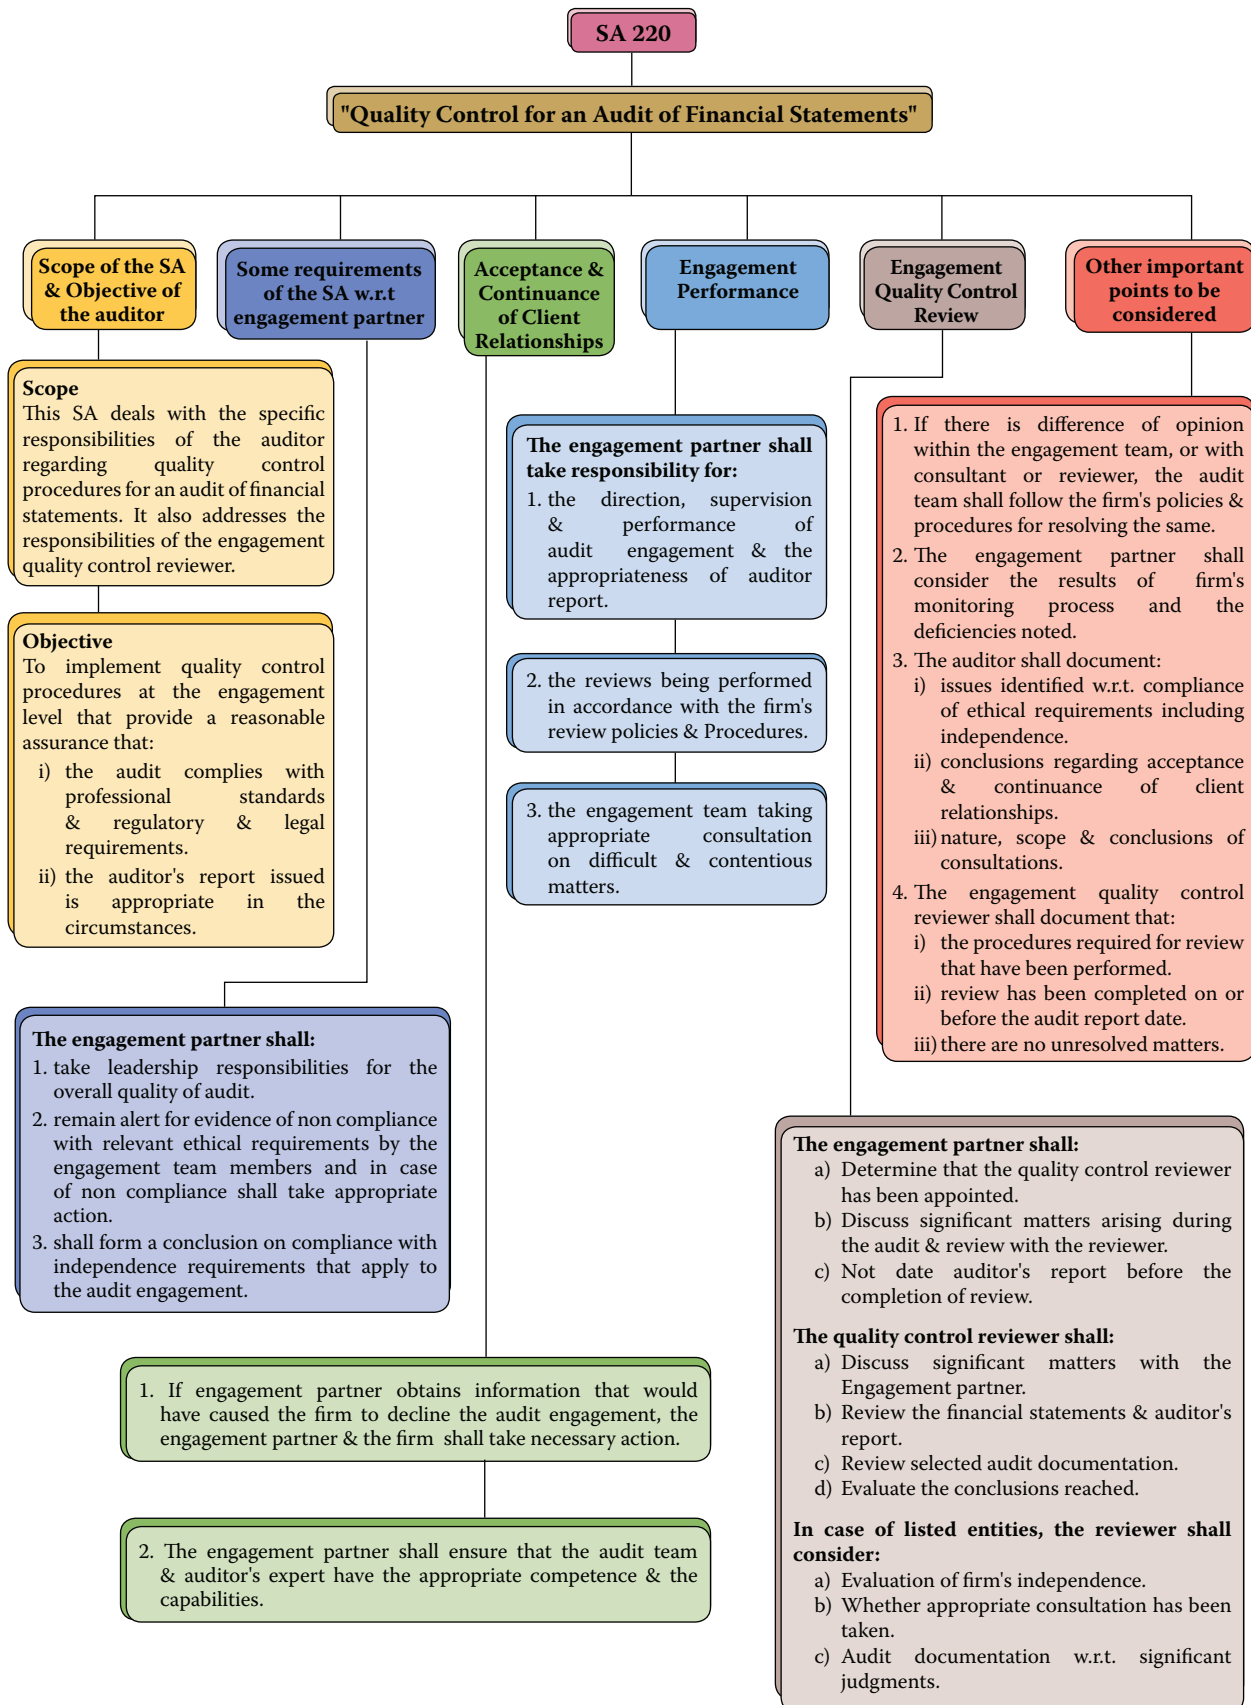 SA 220
"Quality Control for an Audit of Financial Statements"
Scope of the SA
& Objective of
the auditor
Some requirements
of the SA w.r.t
engagement partner
Acceptance &
Continuance
of Client
Relationships
Engagement
Performance
Engagement
Quality Control
Review
Other important
points to be
considered
Scope
This SA deals with the specific
responsibilities of the auditor
regarding quality control
procedures for an audit of financial
statements. It also addresses the
responsibilities of the engagement
quality control reviewer.
Objective
To implement quality control
procedures at the engagement
level that provide a reasonable
assurance that:
i) the audit complies with
professional standards
& regulatory & legal
requirements.
ii) the auditor's report issued
is appropriate in the
circumstances.
The engagement partner shall:
1. take leadership responsibilities for the
overall quality of audit.
2. remain alert for evidence of non compliance
with relevant ethical requirements by the
engagement team members and in case
of non compliance shall take appropriate
action.
3. shall form a conclusion on compliance with
independence requirements that apply to
the audit engagement.
1. If engagement partner obtains information that would
have caused the firm to decline the audit engagement, the
engagement partner & the firm shall take necessary action.
2. The engagement partner shall ensure that the audit team
& auditor's expert have the appropriate competence & the
capabilities.
The engagement partner shall
take responsibility for:
1. the direction, supervision
& performance of
audit engagement & the
appropriateness of auditor
report.
2. the reviews being performed
in accordance with the firm's
review policies & Procedures.
3. the engagement team taking
appropriate consultation
on difficult & contentious
matters.
The engagement partner shall:
a) Determine that the quality control reviewer
has been appointed.
b) Discuss significant matters arising during
the audit & review with the reviewer.
c) Not date auditor's report before the
completion of review.
The quality control reviewer shall:
a) Discuss significant matters with the
Engagement partner.
b) Review the financial statements & auditor's
report.
c) Review selected audit documentation.
d) Evaluate the conclusions reached.
In case of listed entities, the reviewer shall
consider:
a) Evaluation of firm's independence.
b) Whether appropriate consultation has been
taken.
c) Audit documentation w.r.t. significant
judgments.
1. If there is difference of opinion
within the engagement team, or with
consultant or reviewer, the audit
team shall follow the firm's policies &
procedures for resolving the same.
2. The engagement partner shall
consider the results of firm's
monitoring process and the
deficiencies noted.
3. The auditor shall document:
i) issues identified w.r.t. compliance
of ethical requirements including
independence.
ii) conclusions regarding acceptance
& continuance of client
relationships.
iii) nature, scope & conclusions of
consultations.
4. The engagement quality control
reviewer shall document that:
i) the procedures required for review
that have been performed.
ii) review has been completed on or
before the audit report date.
iii) there are no unresolved matters.